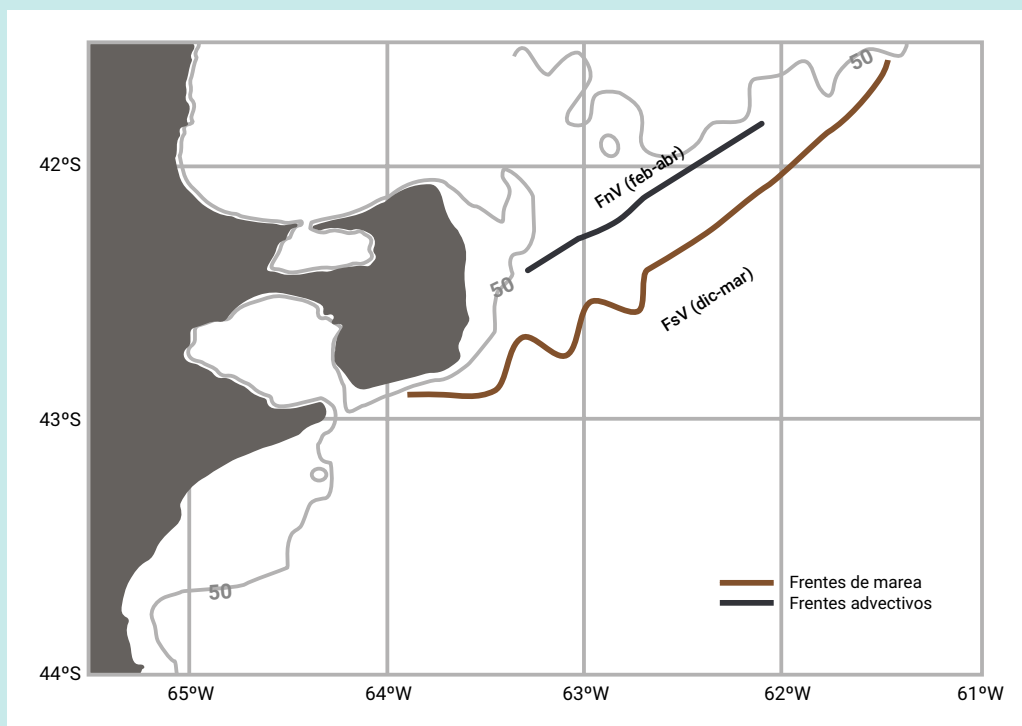 50
42ºS
FnV (feb-abr)
50
FsV (dic-mar)
43ºS
50
Frentes de marea
Frentes advectivos
44ºS
65ºW
64ºW
63ºW
62ºW
61ºW